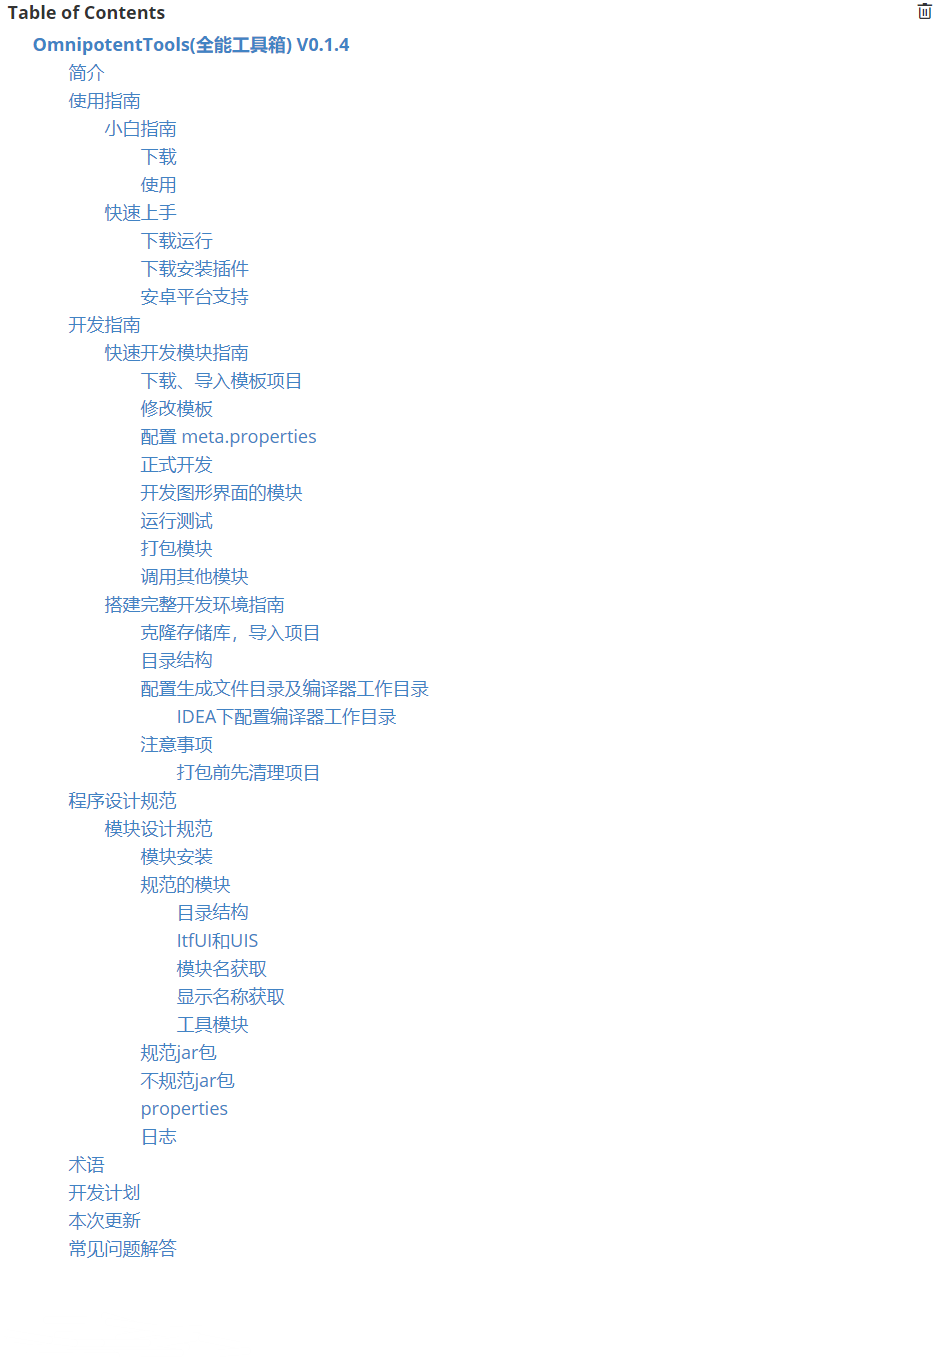 Table of Contents
OmnipotentTools(全能工具箱) V0.1.4
简介
使用指南
小白指南
下载
使用
快速上手
下载运行
下载安装插件
安卓平台支持
开发指南
快速开发模块指南
下载、导入模板项目
修改模板
配置 meta.properties
正式开发
开发图形界面的模块
运行测试
打包模块
调用其他模块
搭建完整开发环境指南
克隆存储库，导入项目
目录结构
配置生成文件目录及编译器工作目录
IDEA下配置编译器工作目录
注意事项
打包前先清理项目
程序设计规范
模块设计规范
模块安装
规范的模块
目录结构
ItfUI和UIS
模块名获取
显示名称获取
工具模块
规范jar包
不规范jar包
properties
日志
术语
开发计划
本次更新
常见问题解答